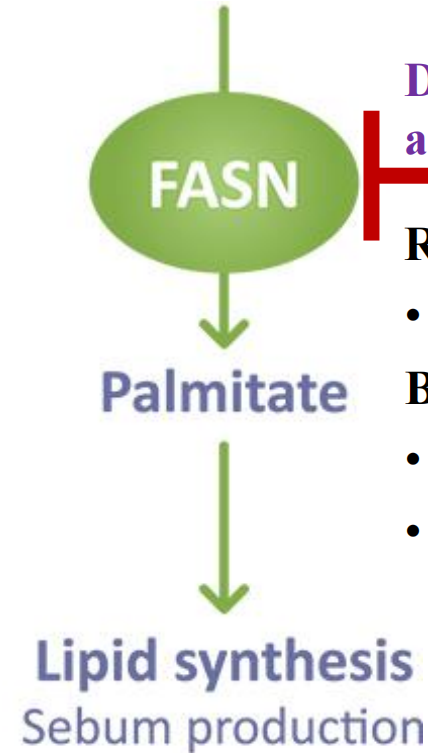 D
a
FASN
R
•
Palmitate
B
•
•
Lipid synthesis
Sebum production